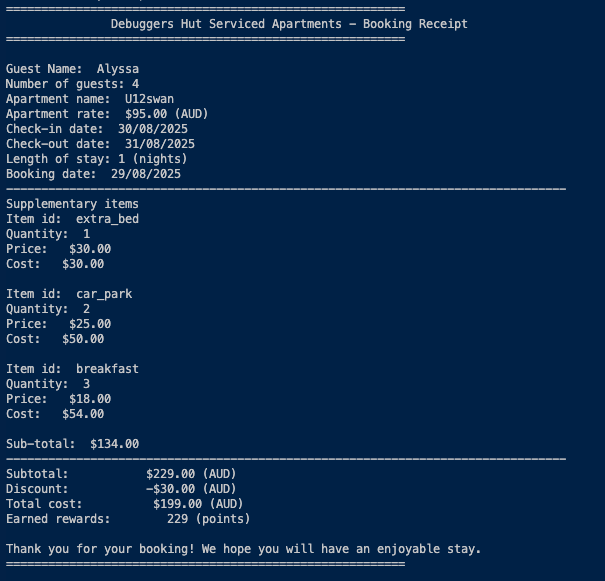 Debuggers Hut Serviced Apartments - Booking Receipt
Guest Name: Alyssa
Number of guests: 4
Apartment name: U12swan
Apartment rate: $95.00 (AUD)
Check-in date: 30/08/2025
Check-out date: 31/08/2025
Length of stay: 1 (nights)
Booking date: 29/08/2025
Supplementary items
Item id: extra_bed
Quantity: 1
Price: $30.00
Cost: $30.00
Item id: car_park
Quantity: 2
Price: $25.00
Cost: $50.00
Item id: breakfast
Quantity: 3
Price: $18.00
Cost: $54.00
Sub-total: $134.00
Subtotal: $229.00 (AUD)
Discount: -$30.00 (AUD)
Total cost: $199.00 (AUD)
Earned rewards: 229 (points)
Thank you for your booking! We hope you will have an enjoyable stay.